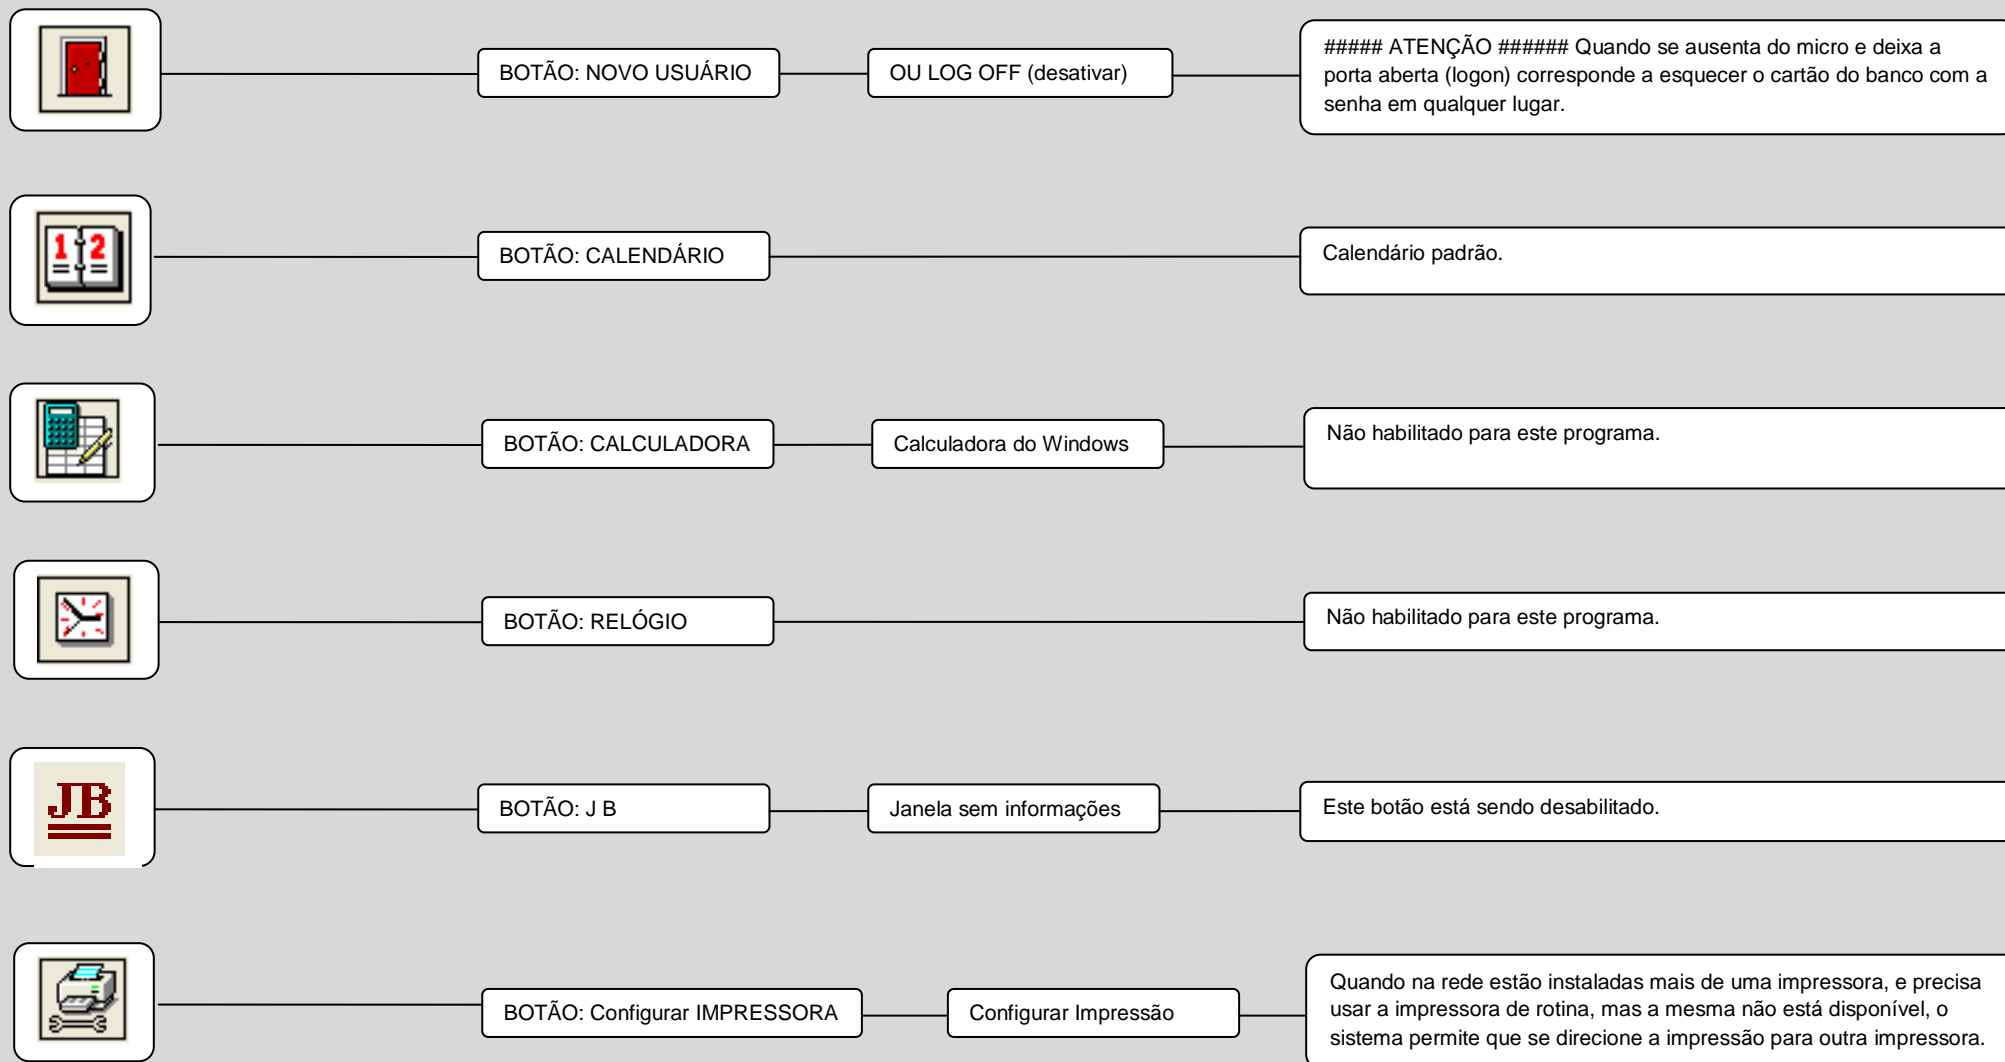 BOTÃO: NOVO USUÁRIO
OU LOG OFF (desativar)
##### ATENÇÃO ###### Quando se ausenta do micro e deixa a
porta aberta (logon) corresponde a esquecer o cartão do banco com a
senha em qualquer lugar.
1 2
BOTÃO: CALENDÁRIO
Calendário padrão.
BOTÃO: CALCULADORA
Calculadora do Windows
Não habilitado para este programa.
BOTÃO: RELÓGIO
Não habilitado para este programa.
JB
BOTÃO: J B
Janela sem informações
Este botão está sendo desabilitado.
BOTÃO: Configurar IMPRESSORA
Configurar Impressão
Quando na rede estão instaladas mais de uma impressora, e precisa
usar a impressora de rotina, mas a mesma não está disponível, o
sistema permite que se direcione a impressão para outra impressora.